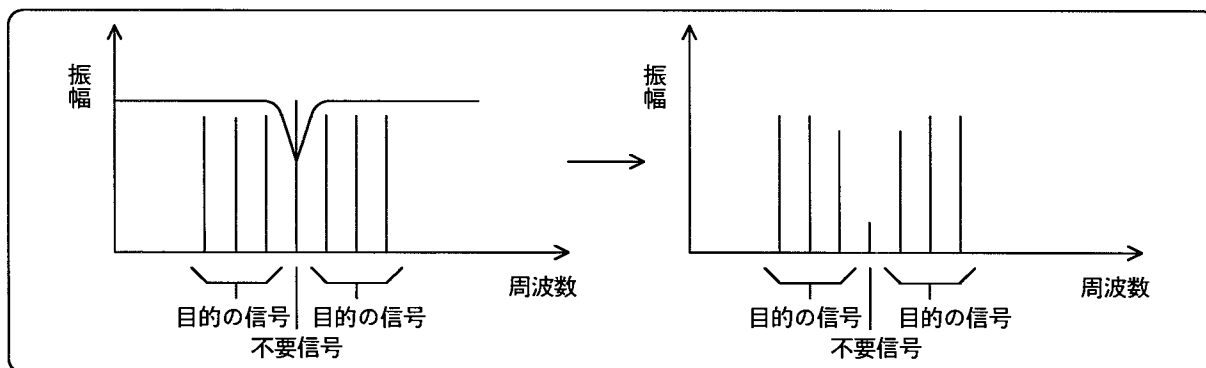 振幅
周波数
目的の信号 目的の信号
不要信号
振幅
周波数
目的の信号 目的の信号
不要信号